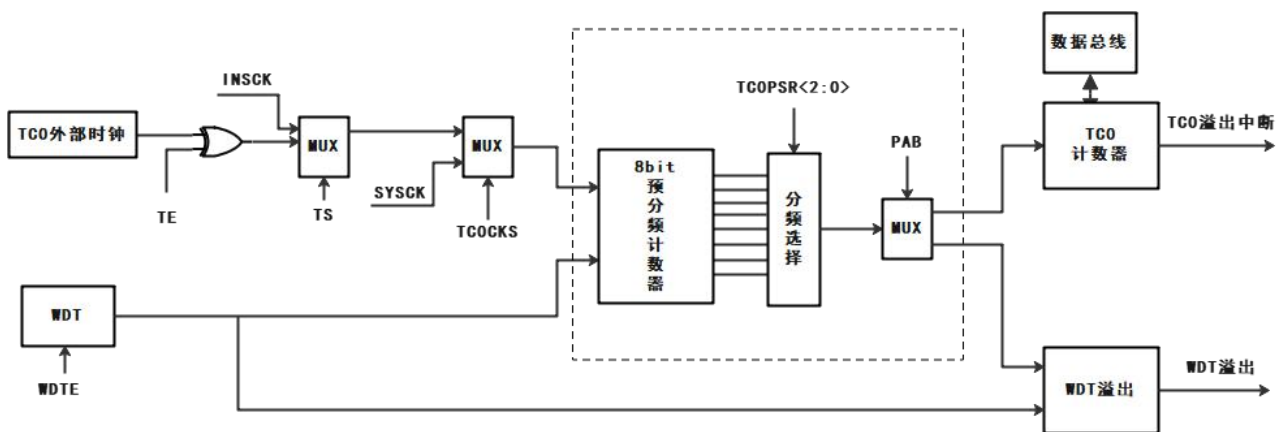 数据总线
INSCK
TC0PSR<2:0>
TC0外部时钟
MUX
MUX
SYSCK
TE
TS
TC0CKS
8bit
预
分
频
计
数
器
分
频
选
择
PAB
MUX
TC0
计数器
TC0溢出中断
WDT
WDTE
WDT溢出
WDT溢出